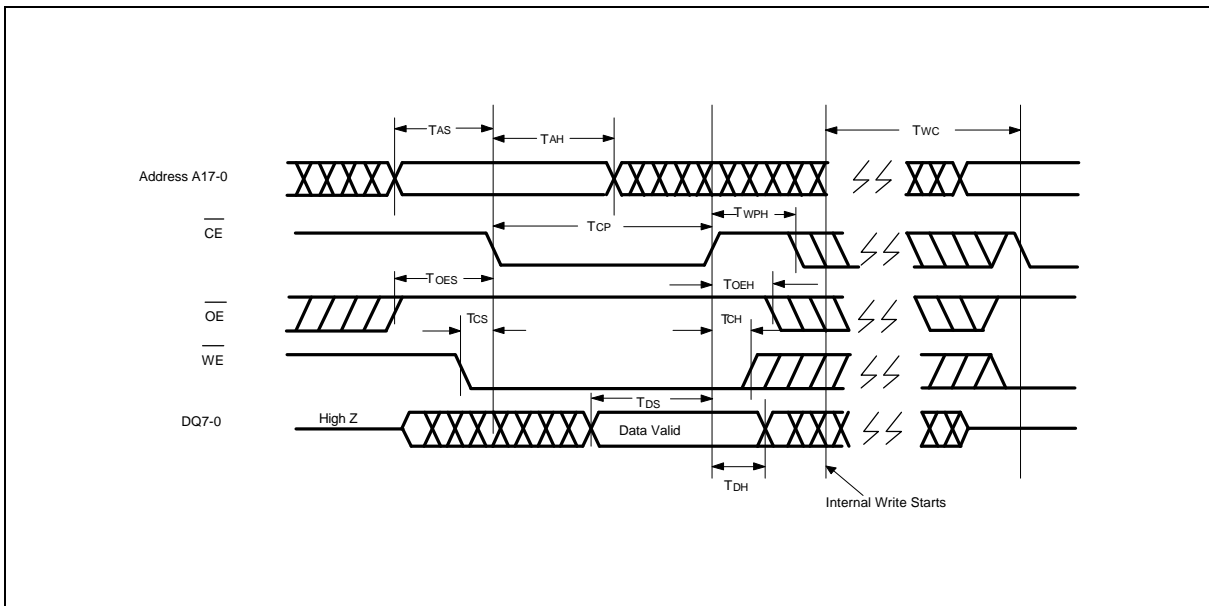 TAS
TAH
TWC
Address A17-0
TWPH
CE
TCP
TOES
TOEH
OE
TCS
TCH
WE
TDS
DQ7-0
High Z
Data Valid
TDH
Internal Write Starts